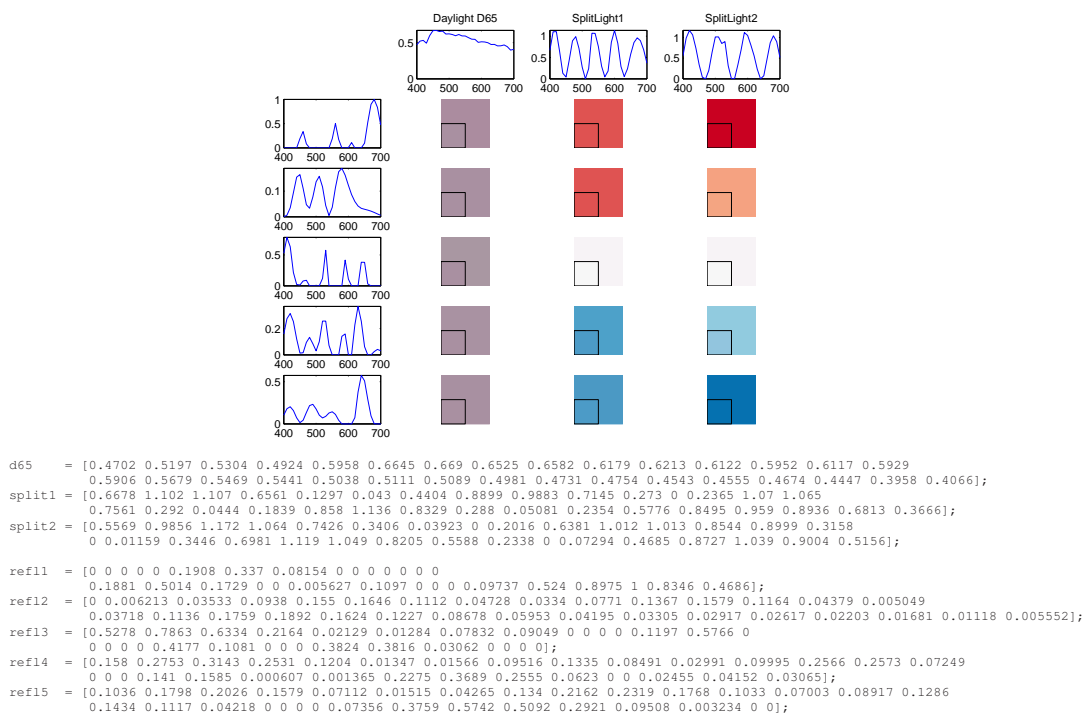 Daylight D65 SplitLight1 SplitLight2
0.5
0
400 500 600 700
1
0.5
0
400 500 600 700
1
0.5
0
400 500 600 700
1
0.5
0
400 500 600 700
0.1
0
400 500 600 700
0.5
0
400 500 600 700
0.2
0
400 500 600 700
0.5
0
400 500 600 700
d65 = [0.4702 0.5197 0.5304 0.4924 0.5958 0.6645 0.669 0.6525 0.6582 0.6179 0.6213 0.6122 0.5952 0.6117 0.5929
0.5906 0.5679 0.5469 0.5441 0.5038 0.5111 0.5089 0.4981 0.4731 0.4754 0.4543 0.4555 0.4674 0.4447 0.3958 0.4066];
split1 = [0.6678 1.102 1.107 0.6561 0.1297 0.043 0.4404 0.8899 0.9883 0.7145 0.273 0 0.2365 1.07 1.065
0.7561 0.292 0.0444 0.1839 0.858 1.136 0.8329 0.288 0.05081 0.2354 0.5776 0.8495 0.959 0.8936 0.6813 0.3666];
split2 = [0.5569 0.9856 1.172 1.064 0.7426 0.3406 0.03923 0 0.2016 0.6381 1.012 1.013 0.8544 0.8999 0.3158
0 0.01159 0.3446 0.6981 1.119 1.049 0.8205 0.5588 0.2338 0 0.07294 0.4685 0.8727 1.039 0.9004 0.5156];
refl1 = [0 0 0 0 0 0.1908 0.337 0.08154 0 0 0 0 0 0 0
0.1881 0.5014 0.1729 0 0 0.005627 0.1097 0 0 0 0.09737 0.524 0.8975 1 0.8346 0.4686];
refl2 = [0 0.006213 0.03533 0.0938 0.155 0.1646 0.1112 0.04728 0.0334 0.0771 0.1367 0.1579 0.1164 0.04379 0.005049
0.03718 0.1136 0.1759 0.1892 0.1624 0.1227 0.08678 0.05953 0.04195 0.03305 0.02917 0.02617 0.02203 0.01681 0.01118 0.005552];
refl3 = [0.5278 0.7863 0.6334 0.2164 0.02129 0.01284 0.07832 0.09049 0 0 0 0 0.1197 0.5766 0
0 0 0 0 0.4177 0.1081 0 0 0 0.3824 0.3816 0.03062 0 0 0 0];
refl4 = [0.158 0.2753 0.3143 0.2531 0.1204 0.01347 0.01566 0.09516 0.1335 0.08491 0.02991 0.09995 0.2566 0.2573 0.07249
0 0 0 0.141 0.1585 0.000607 0.001365 0.2275 0.3689 0.2555 0.0623 0 0 0.02455 0.04152 0.03065];
refl5 = [0.1036 0.1798 0.2026 0.1579 0.07112 0.01515 0.04265 0.134 0.2162 0.2319 0.1768 0.1033 0.07003 0.08917 0.1286
0.1434 0.1117 0.04218 0 0 0 0 0.07356 0.3759 0.5742 0.5092 0.2921 0.09508 0.003234 0 0];